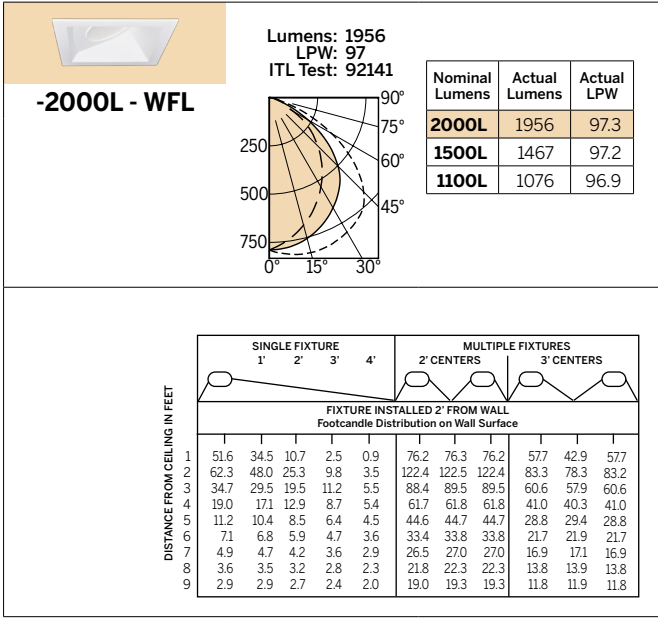 -2000L - WFL
Lumens: 1956
LPW: 97
ITL Test: 92141
90°
75°
60°
45°
250
500
750
0° 15° 30°
Nominal Lumens Actual Lumens Actual LPW
2000L 1956 97.3
1500L 1467 97.2
1100L 1076 96.9
SINGLE FIXTURE MULTIPLE FIXTURES
1' 2' 3' 4' 2' CENTERS 3' CENTERS
FIXTURE INSTALLED 2' FROM WALL
Footcandle Distribution on Wall Surface
DISTANCE FROM CEILING IN FEET
1 51.6 34.5 10.7 2.5 0.9 76.2 76.3 76.2 57.7 42.9 57.7
2 62.3 48.0 25.3 9.8 3.5 122.4 122.5 122.4 83.3 78.3 83.2
3 34.7 29.5 19.5 11.2 5.5 88.4 89.5 89.5 60.6 57.9 60.6
4 19.0 17.1 12.9 8.7 5.4 61.7 61.8 61.8 41.0 40.3 41.0
5 11.2 10.4 8.5 6.4 4.5 44.6 44.7 44.7 28.8 29.4 28.8
6 7.1 6.8 5.9 4.7 3.6 33.4 33.8 33.8 21.7 21.9 21.7
7 4.9 4.7 4.2 3.6 2.9 26.5 27.0 27.0 16.9 17.1 16.9
8 3.6 3.5 3.2 2.8 2.3 21.8 22.3 22.3 13.8 13.9 13.8
9 2.9 2.9 2.7 2.4 2.0 19.0 19.3 19.3 11.8 11.9 11.8